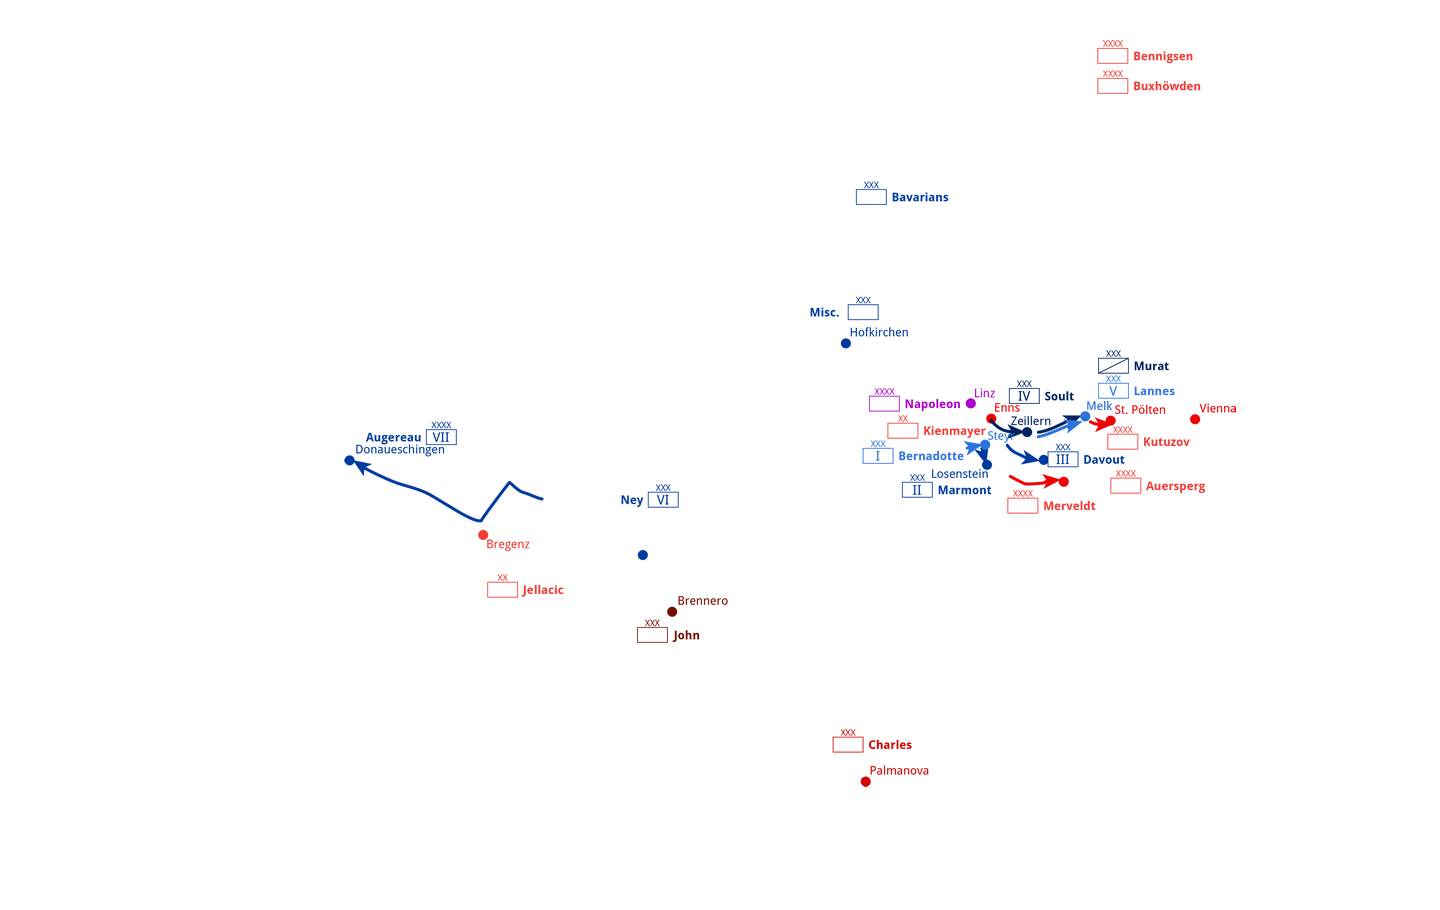 XXXX
Bennigsen
XXXX
Buxhöwden
XXX
Bavarians
XXX
Misc.
Hofkirchen
XXX
Murat
XXX
V Lannes
XXXX
Napoleon
Linz
XXX
IV Soult
Melk
St. Pölten
Vienna
Enns
XX
Kienmayer
Zeillern
Steyr
XXXX
Kutuzov
XXXX
Augereau VII
Donaueschingen
XXX
I Bernadotte
XXX
III Davout
Losenstein
XXX
II Marmont
XXXX
Auersperg
XXXX
Merveldt
XXX
Ney VI
Bregenz
XX
Jellacic
Brennero
XXX
John
XXX
Charles
Palmanova